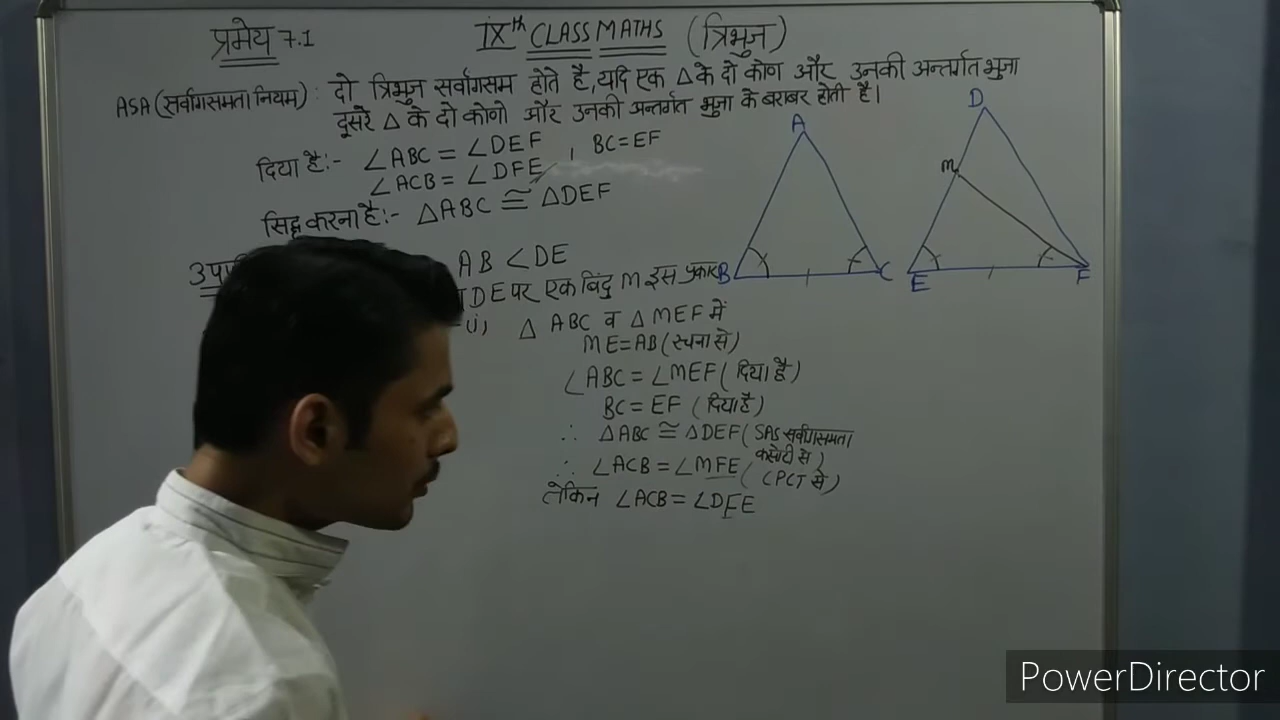 प्रमेय 7.1
IXth CLASS MATHS (त्रिभुज)
ASA (सर्वागसमता नियम) : दो त्रिभुज सर्वागसम होते है, यदि एक Δ के दो कोण और उनकी अन्तर्गत भुजा
दूसरे Δ के दो कोणो और उनकी अन्तर्गत भुजा के बराबर होती है।
दिया है:- ∠ABC = ∠DEF , BC=EF
∠ACB = ∠DFE
सिद्ध करना है:- ΔABC ≅ ΔDEF
A
B
C
D
M
E
F
AB < DE
DE पर एक बिंदु M इस प्रकार
Δ ABC व Δ MEF में
ME=AB (रचना से)
∠ABC = ∠MEF (दिया है)
BC = EF (दिया है)
∴ ΔABC ≅ ΔDEF (SAS सर्वागसमता
कसोटी से)
∴ ∠ACB = ∠MFE (CPCT से)
लेकिन ∠ACB = ∠DFE
PowerDirector